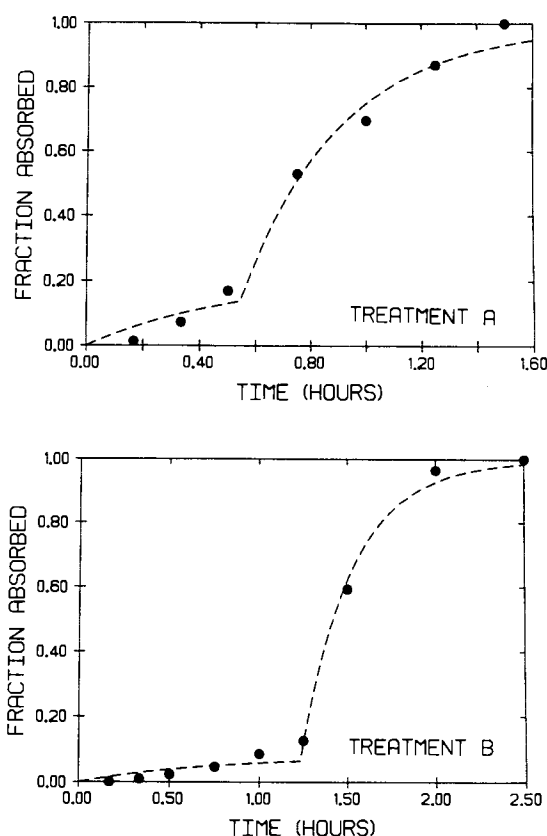 1.00
0.80
0.60
0.40
0.20
0.00
FRACTION ABSORBED
TREATMENT A
0.00 0.40 0.80 1.20 1.60
TIME (HOURS)
1.00
0.80
0.60
0.40
0.20
0.00
FRACTION ABSORBED
TREATMENT B
0.00 0.50 1.00 1.50 2.00 2.50
TIME (HOURS)